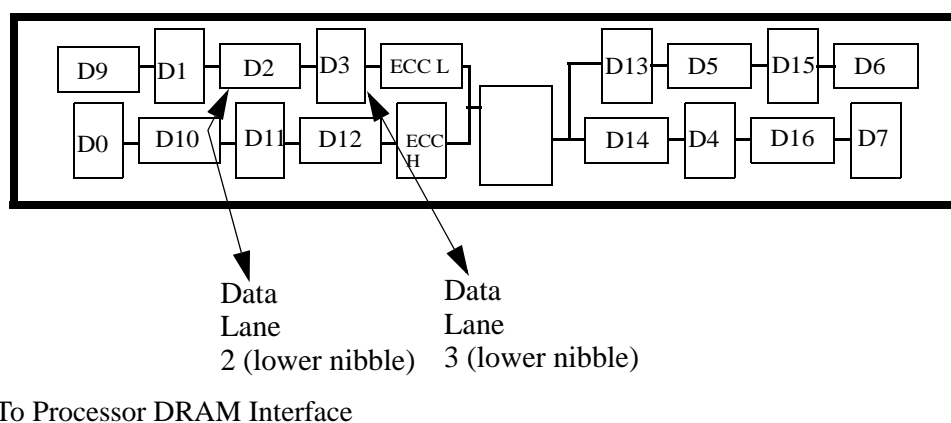 D9 D1 D2 D3 ECC L D13 D5 D15 D6
D0 D10 D11 D12 ECC H D14 D4 D16 D7
Data Lane 2 (lower nibble)
Data Lane 3 (lower nibble)
To Processor DRAM Interface